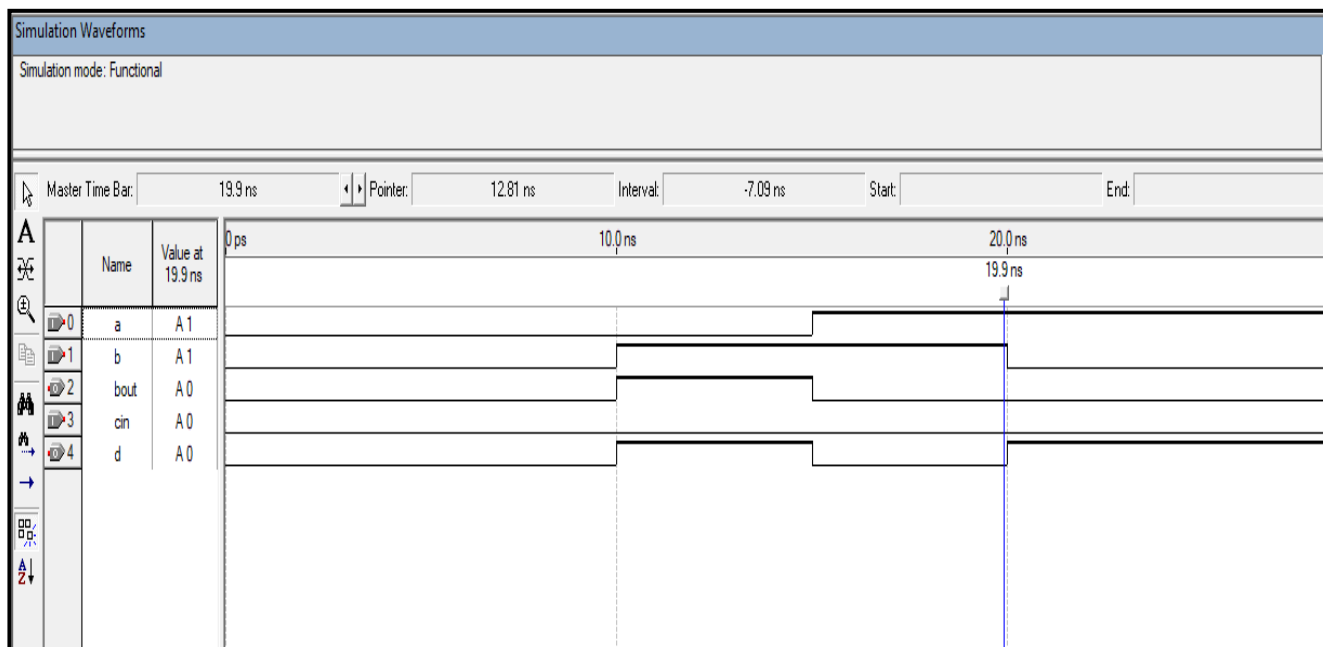 Simulation Waveforms
Simulation mode: Functional
Master Time Bar: 19.9 ns Pointer: 12.81 ns Interval: -7.09 ns Start: End:
Name Value at 19.9 ns 0 ps 10.0 ns 20.0 ns
19.9 ns
0 a A 1
1 b A 1
2 bout A 0
3 cin A 0
4 d A 0